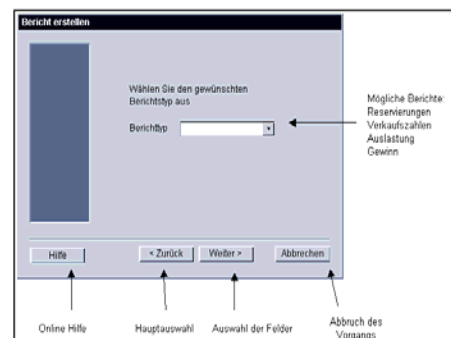 Bericht erstellen
Wählen Sie den gewünschten
Berichtstyp aus
Berichttyp
Mögliche Berichte:
Reservierungen
Verkaufszahlen
Auslastung
Gewinn
Hilfe
< Zurück
Weiter >
Abbrechen
Online Hilfe
Hauptauswahl
Auswahl der Felder
Abbruch des
Vorgangs